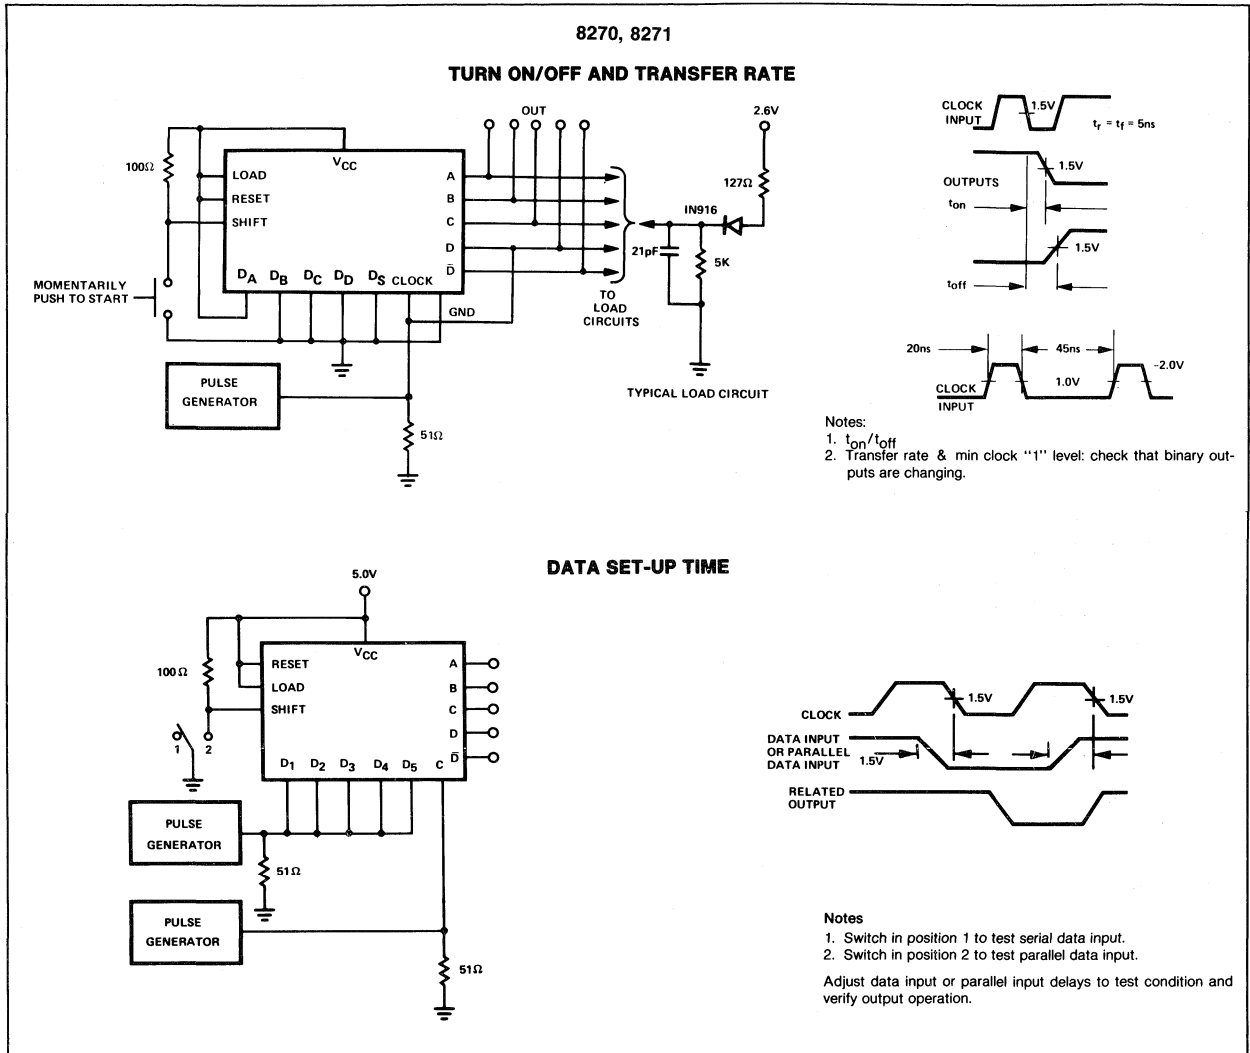 8270, 8271
TURN ON/OFF AND TRANSFER RATE
OUT
2.6V
100Ω
VCC
LOAD
RESET
SHIFT
A
B
C
D
D̄
DA DB DC DD DS CLOCK
GND
MOMENTARILY
PUSH TO START
PULSE
GENERATOR
51Ω
TO
LOAD
CIRCUITS
127Ω
IN916
21pF
5K
TYPICAL LOAD CIRCUIT
CLOCK
INPUT
1.5V
tr = tf = 5ns
OUTPUTS
1.5V
ton
1.5V
toff
20ns
45ns
-2.0V
CLOCK
INPUT
1.0V
Notes:
1. ton/toff
2. Transfer rate & min clock "1" level: check that binary out-
puts are changing.
DATA SET-UP TIME
5.0V
100Ω
VCC
RESET
LOAD
SHIFT
A
B
C
D
D̄
1 2
D1 D2 D3 D4 D5 C
PULSE
GENERATOR
51Ω
PULSE
GENERATOR
51Ω
CLOCK
1.5V
1.5V
DATA INPUT
OR PARALLEL
DATA INPUT
1.5V
RELATED
OUTPUT
Notes
1. Switch in position 1 to test serial data input.
2. Switch in position 2 to test parallel data input.
Adjust data input or parallel input delays to test condition and
verify output operation.